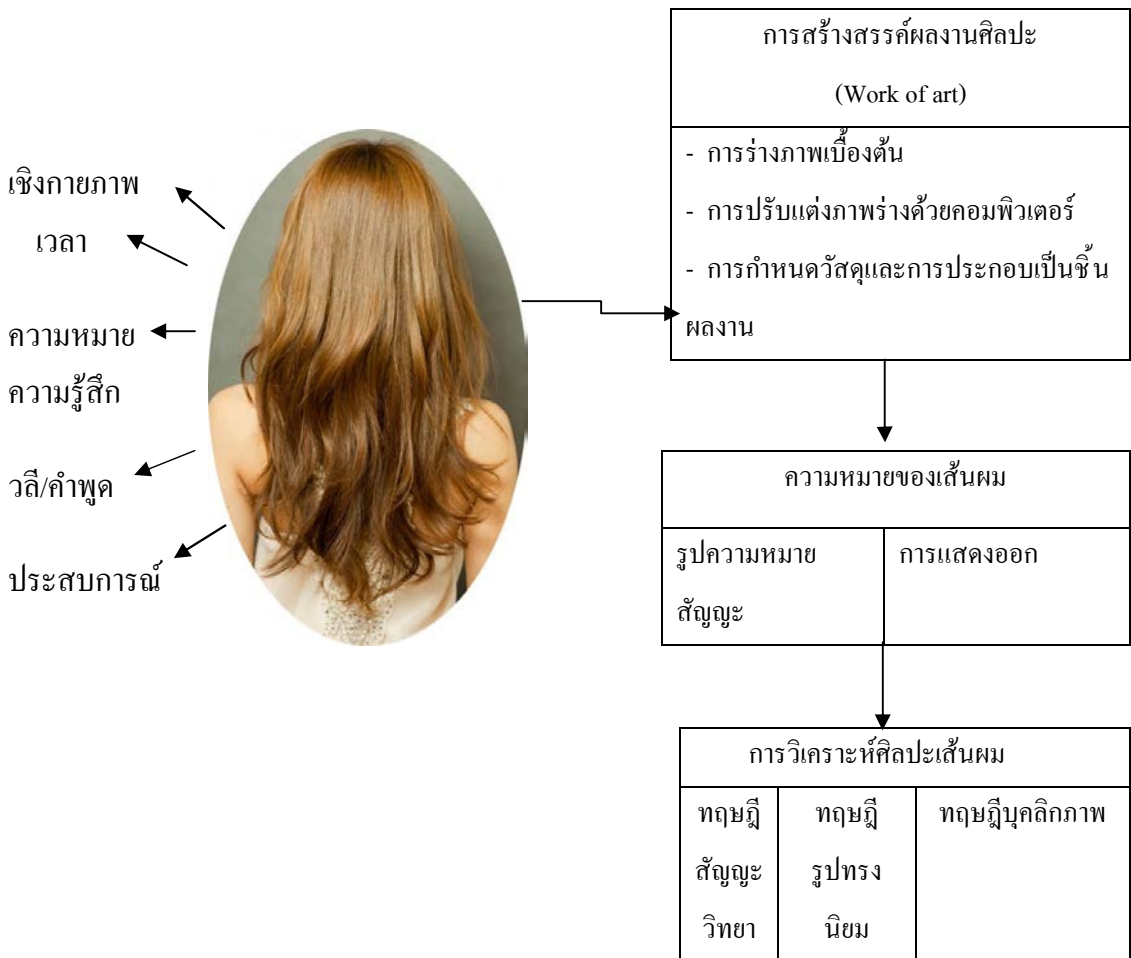 เชิงกายภาพ
เวลา
ความหมาย
ความรู้สึก
วลี/คำพูด
ประสบการณ์
การสร้างสรรค์ผลงานศิลปะ
(Work of art)
- การร่างภาพเบื้องต้น
- การปรับแต่งภาพร่างด้วยคอมพิวเตอร์
- การกำหนดวัสดุและการประกอบเป็นชิ้น
ผลงาน
ความหมายของเส้นผม
รูปความหมาย
สัญญะ
การแสดงออก
การวิเคราะห์ศิลปะเส้นผม
ทฤษฎี
สัญญะ
วิทยา
ทฤษฎี
รูปทรง
นิยม
ทฤษฎีบุคลิกภาพ